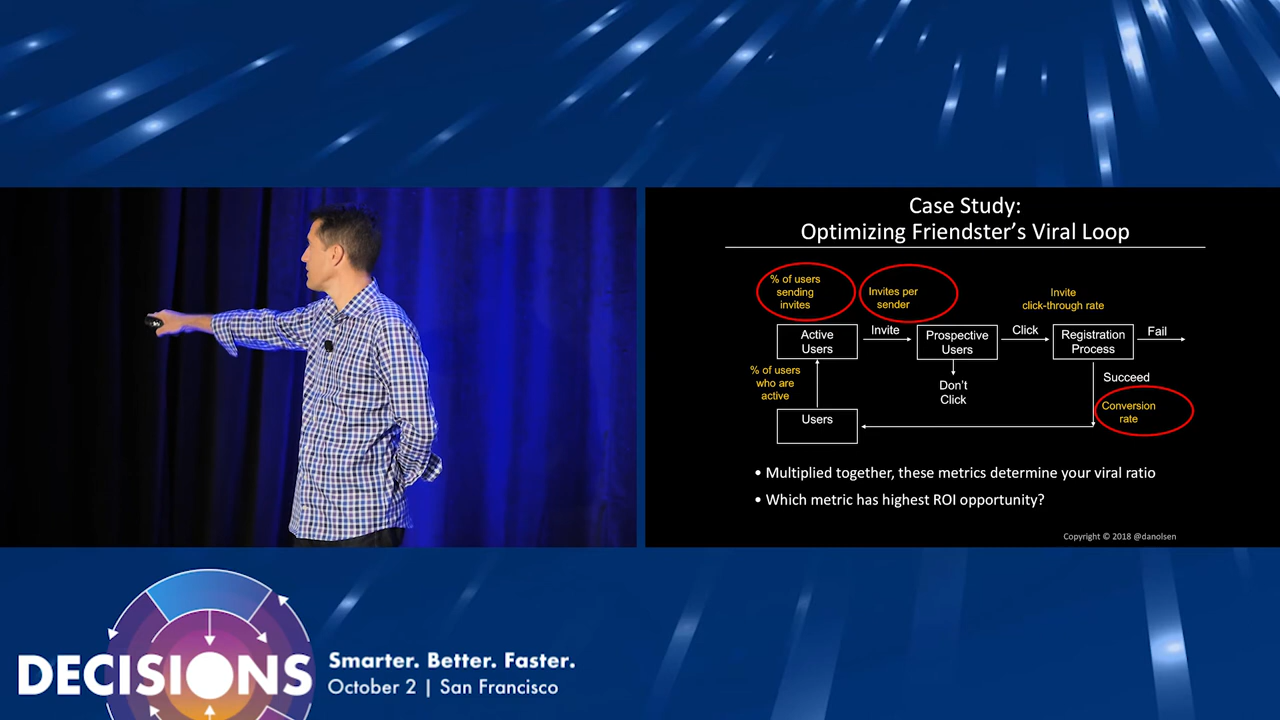 Case Study:
Optimizing Friendster's Viral Loop
% of users
sending
invites
Invites per
sender
Invite
click-through rate
Active
Users
Invite
Prospective
Users
Click
Registration
Process
Fail
% of users
who are
active
Don't
Click
Succeed
Conversion
rate
Users
• Multiplied together, these metrics determine your viral ratio
• Which metric has highest ROI opportunity?
Copyright © 2018 @danolsen
DECISIONS
Smarter. Better. Faster.
October 2 | San Francisco